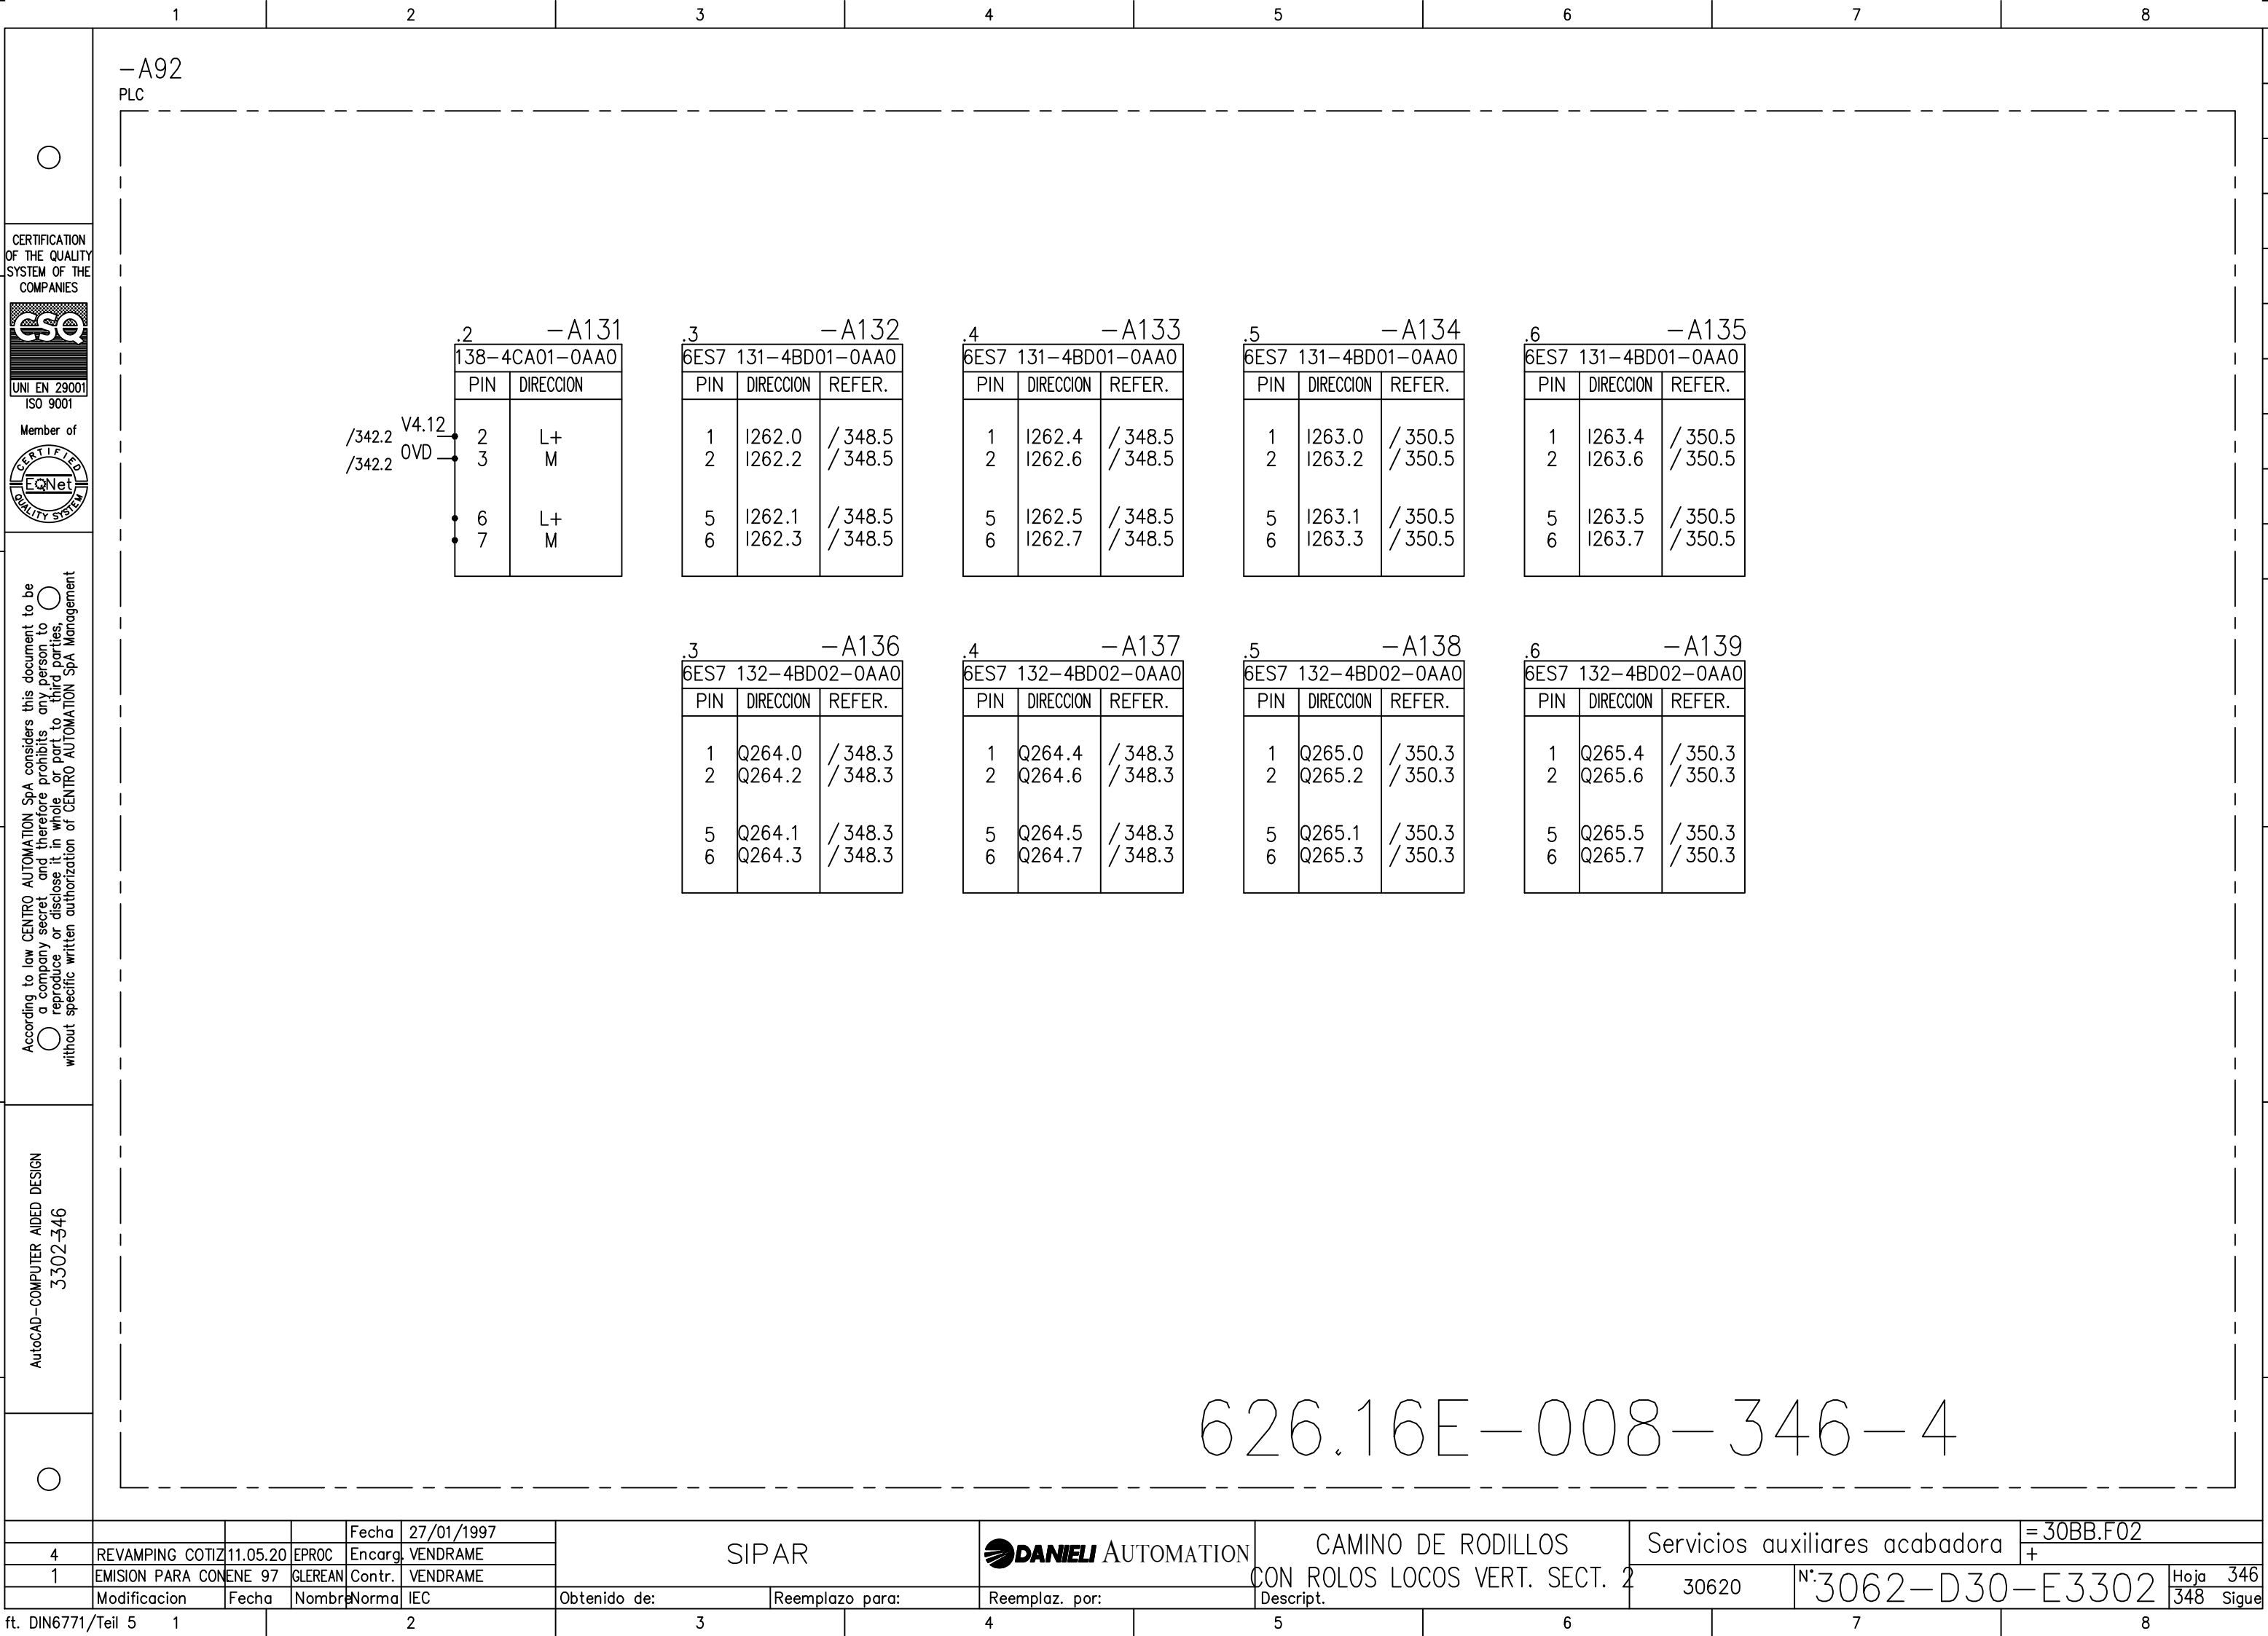 1 2 3 4 5 6 7 8
-A92
PLC
CERTIFICATION
OF THE QUALITY
SYSTEM OF THE
COMPANIES
CSQ
UNI EN 29001
ISO 9001
Member of
CERTIFIED
EQNet
QUALITY SYSTEM
According to law CENTRO AUTOMATION SpA considers this document to be
a company secret and therefore prohibits any person to
reproduce or disclose it in whole or part to third parties,
without specific written authorization of CENTRO AUTOMATION SpA Management
AutoCAD-COMPUTER AIDED DESIGN
3302-346
.2 -A131
138-4CA01-0AA0
PIN DIRECCION
/342.2 V4.12 2 L+
/342.2 0VD 3 M
6 L+
7 M
.3 -A132
6ES7 131-4BD01-0AA0
PIN DIRECCION REFER.
1 I262.0 /348.5
2 I262.2 /348.5
5 I262.1 /348.5
6 I262.3 /348.5
.4 -A133
6ES7 131-4BD01-0AA0
PIN DIRECCION REFER.
1 I262.4 /348.5
2 I262.6 /348.5
5 I262.5 /348.5
6 I262.7 /348.5
.5 -A134
6ES7 131-4BD01-0AA0
PIN DIRECCION REFER.
1 I263.0 /350.5
2 I263.2 /350.5
5 I263.1 /350.5
6 I263.3 /350.5
.6 -A135
6ES7 131-4BD01-0AA0
PIN DIRECCION REFER.
1 I263.4 /350.5
2 I263.6 /350.5
5 I263.5 /350.5
6 I263.7 /350.5
.3 -A136
6ES7 132-4BD02-0AA0
PIN DIRECCION REFER.
1 Q264.0 /348.3
2 Q264.2 /348.3
5 Q264.1 /348.3
6 Q264.3 /348.3
.4 -A137
6ES7 132-4BD02-0AA0
PIN DIRECCION REFER.
1 Q264.4 /348.3
2 Q264.6 /348.3
5 Q264.5 /348.3
6 Q264.7 /348.3
.5 -A138
6ES7 132-4BD02-0AA0
PIN DIRECCION REFER.
1 Q265.0 /350.3
2 Q265.2 /350.3
5 Q265.1 /350.3
6 Q265.3 /350.3
.6 -A139
6ES7 132-4BD02-0AA0
PIN DIRECCION REFER.
1 Q265.4 /350.3
2 Q265.6 /350.3
5 Q265.5 /350.3
6 Q265.7 /350.3
626.16E-008-346-4
Fecha 27/01/1997
4 REVAMPING COTIZ 11.05.20 EPROC Encarg. VENDRAME
1 EMISION PARA CON ENE 97 GLEREAN Contr. VENDRAME
Modificacion Fecha Nombre Norma IEC
SIPAR
Obtenido de: Reemplazo para:
DANIELI AUTOMATION
Reemplaz. por:
CAMINO DE RODILLOS
CON ROLOS LOCOS VERT. SECT. 2
Descript.
Servicios auxiliares acabadora
=30BB.F02
+
30620
N°. 3062-D30-E3302
Hoja 346
348 Sigue
ft. DIN6771/Teil 5 1 2 3 4 5 6 7 8